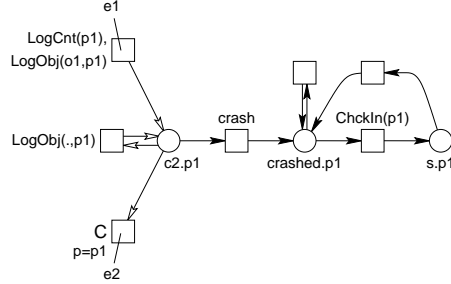 e1
LogCnt(p1),
LogObj(o1,p1)
crash
ChckIn(p1)
LogObj(.,p1)
c2.p1
crashed.p1
s.p1
C
p=p1
e2